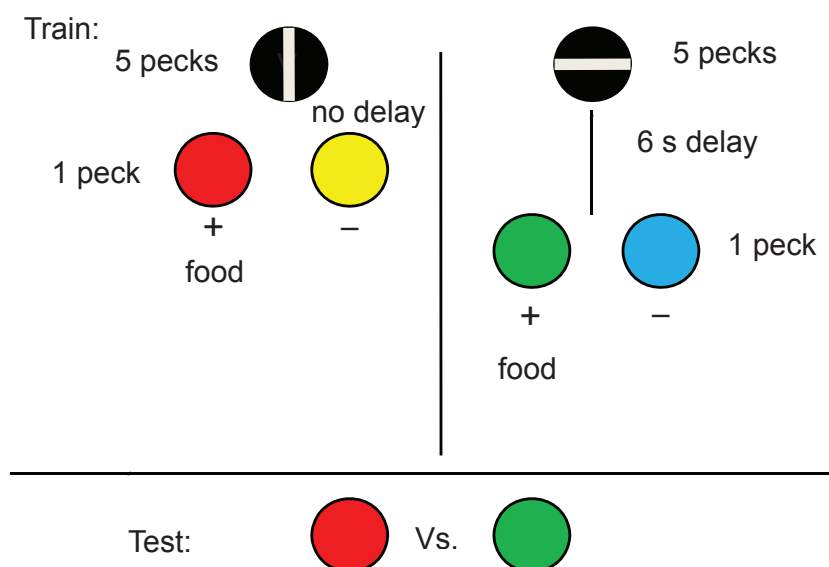 Train:
5 pecks
no delay
1 peck
+
–
food
5 pecks
6 s delay
1 peck
+
–
food
Test:
Vs.